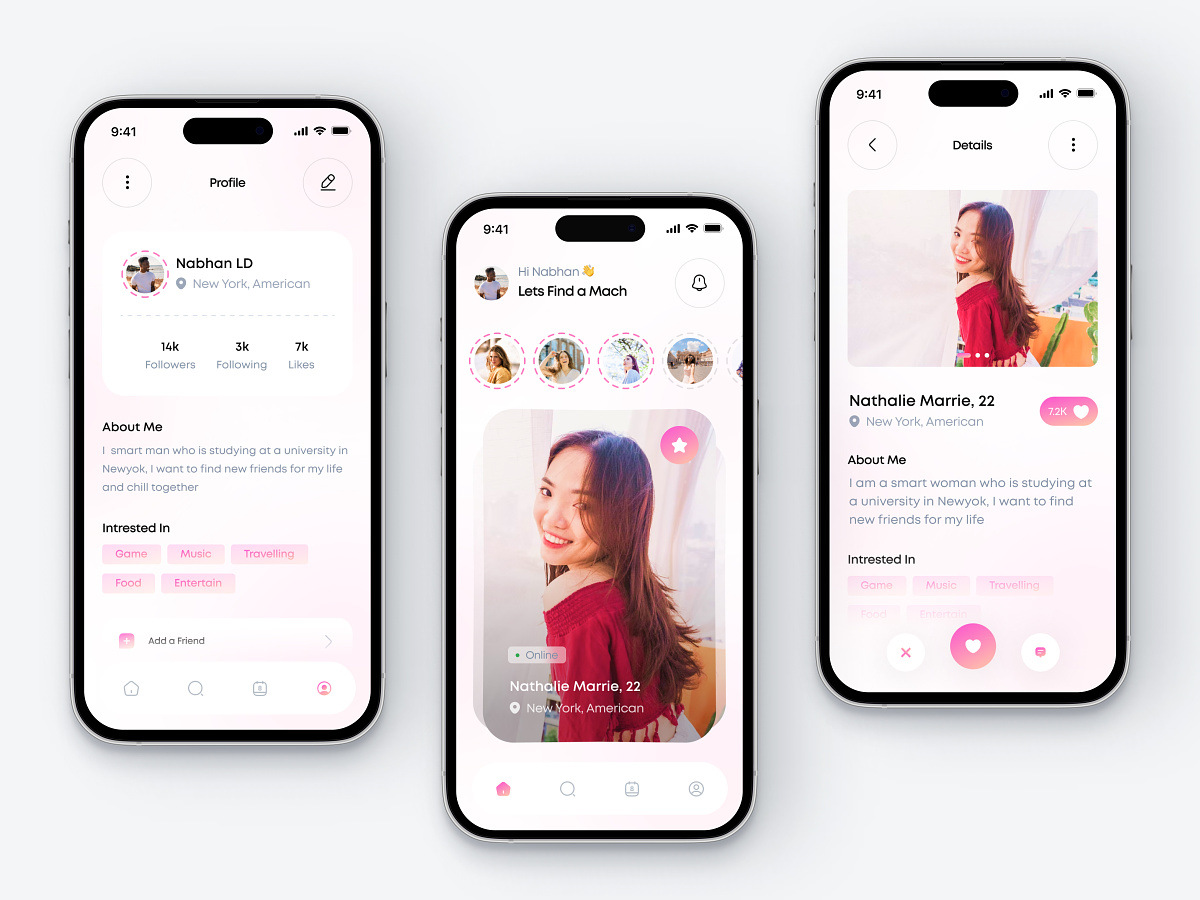 9:41
Profile
Nabhan LD
New York, American
14k
3k
7k
Followers
Following
Likes
About Me
I smart man who is studying at a university in
Newyok, I want to find new friends for my life
and chill together
Intrested In
Game
Music
Travelling
Food
Entertain
Add a Friend
9:41
Hi Nabhan 👋
Lets Find a Mach
Online
Nathalie Marrie, 22
New York, American
9:41
Details
Nathalie Marrie, 22
New York, American
7.2K
About Me
I am a smart woman who is studying at
a university in Newyok, I want to find
new friends for my life
Intrested In
Game
Music
Travelling
Food
Entertain